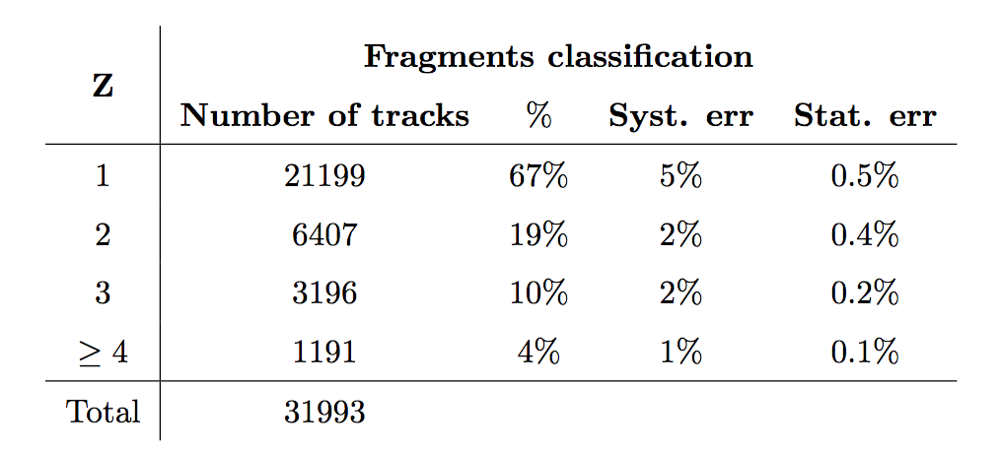 Fragments classification
Z
Number of tracks % Syst. err Stat. err
1 21199 67% 5% 0.5%
2 6407 19% 2% 0.4%
3 3196 10% 2% 0.2%
≥ 4 1191 4% 1% 0.1%
Total 31993